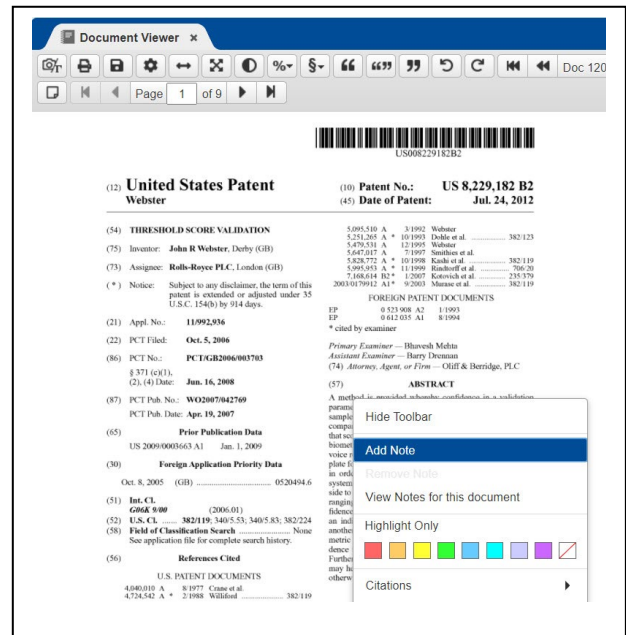 Document Viewer ×
%▾ §▾ Doc 120
Page 1 of 9
US008229182B2
(12) United States Patent
Webster
(10) Patent No.: US 8,229,182 B2
(45) Date of Patent: Jul. 24, 2012
(54) THRESHOLD SCORE VALIDATION
(75) Inventor: John R Webster, Derby (GB)
(73) Assignee: Rolls-Royce PLC, London (GB)
( * ) Notice: Subject to any disclaimer, the term of this
patent is extended or adjusted under 35
U.S.C. 154(b) by 914 days.
(21) Appl. No.: 11/992,936
(22) PCT Filed: Oct. 5, 2006
(86) PCT No.: PCT/GB2006/003703
§ 371 (c)(1),
(2), (4) Date: Jun. 16, 2008
(87) PCT Pub. No.: WO2007/042769
PCT Pub. Date: Apr. 19, 2007
(65) Prior Publication Data
US 2009/0003663 A1 Jan. 1, 2009
(30) Foreign Application Priority Data
Oct. 8, 2005 (GB) ................................ 0520494.6
(51) Int. Cl.
G06K 9/00 (2006.01)
(52) U.S. Cl. ....... 382/119; 340/5.53; 340/5.83; 382/224
(58) Field of Classification Search .................. None
See application file for complete search history.
(56) References Cited
U.S. PATENT DOCUMENTS
4,040,010 A 8/1977 Crane et al.
4,724,542 A * 2/1988 Williford ..................... 382/119
5,095,510 A 3/1992 Webster
5,251,265 A * 10/1993 Dohle et al. ................. 382/123
5,479,531 A 12/1995 Webster
5,647,017 A 7/1997 Smithies et al.
5,828,772 A * 10/1998 Kashi et al. .................. 382/119
5,995,953 A * 11/1999 Rindtorff et al. .............. 706/20
7,168,614 B2 * 1/2007 Kotovich et al. ............. 235/379
2003/0179912 A1* 9/2003 Murase et al. ................ 382/119
FOREIGN PATENT DOCUMENTS
EP 0 523 908 A2 1/1993
EP 0 612 035 A1 8/1994
* cited by examiner
Primary Examiner — Bhavesh Mehta
Assistant Examiner — Barry Drennan
(74) Attorney, Agent, or Firm — Oliff & Berridge, PLC
(57) ABSTRACT
A method is provided whereby confidence in a validation
Hide Toolbar
Add Note
Remove Note
View Notes for this document
Highlight Only
Citations